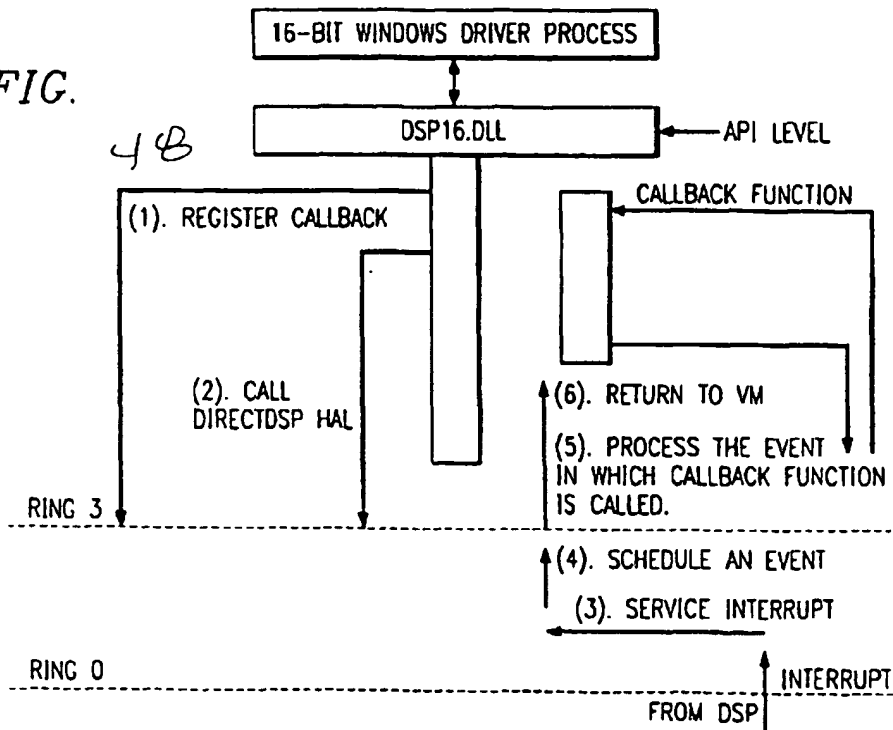 16-BIT WINDOWS DRIVER PROCESS
FIG.
48
DSP16.DLL
API LEVEL
CALLBACK FUNCTION
(1). REGISTER CALLBACK
(2). CALL
DIRECTDSP HAL
(6). RETURN TO VM
(5). PROCESS THE EVENT
IN WHICH CALLBACK FUNCTION
IS CALLED.
RING 3
(4). SCHEDULE AN EVENT
(3). SERVICE INTERRUPT
RING 0
INTERRUPT
FROM DSP